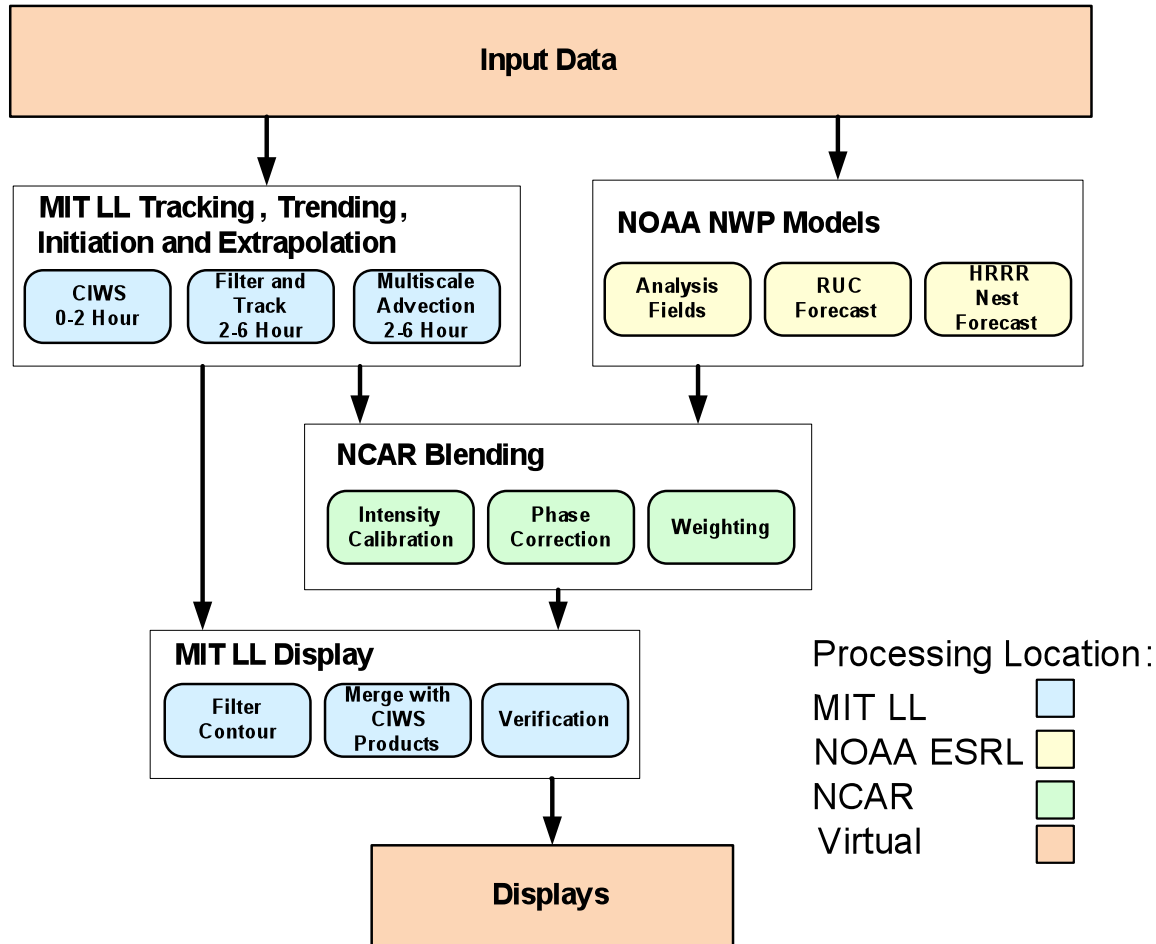 Input Data
MIT LL Tracking, Trending,
Initiation and Extrapolation
CIWS
0-2 Hour
Filter and
Track
2-6 Hour
Multiscale
Advection
2-6 Hour
NOAA NWP Models
Analysis
Fields
RUC
Forecast
HRRR
Nest
Forecast
NCAR Blending
Intensity
Calibration
Phase
Correction
Weighting
MIT LL Display
Filter
Contour
Merge with
CIWS
Products
Verification
Processing Location:
MIT LL
NOAA ESRL
NCAR
Virtual
Displays